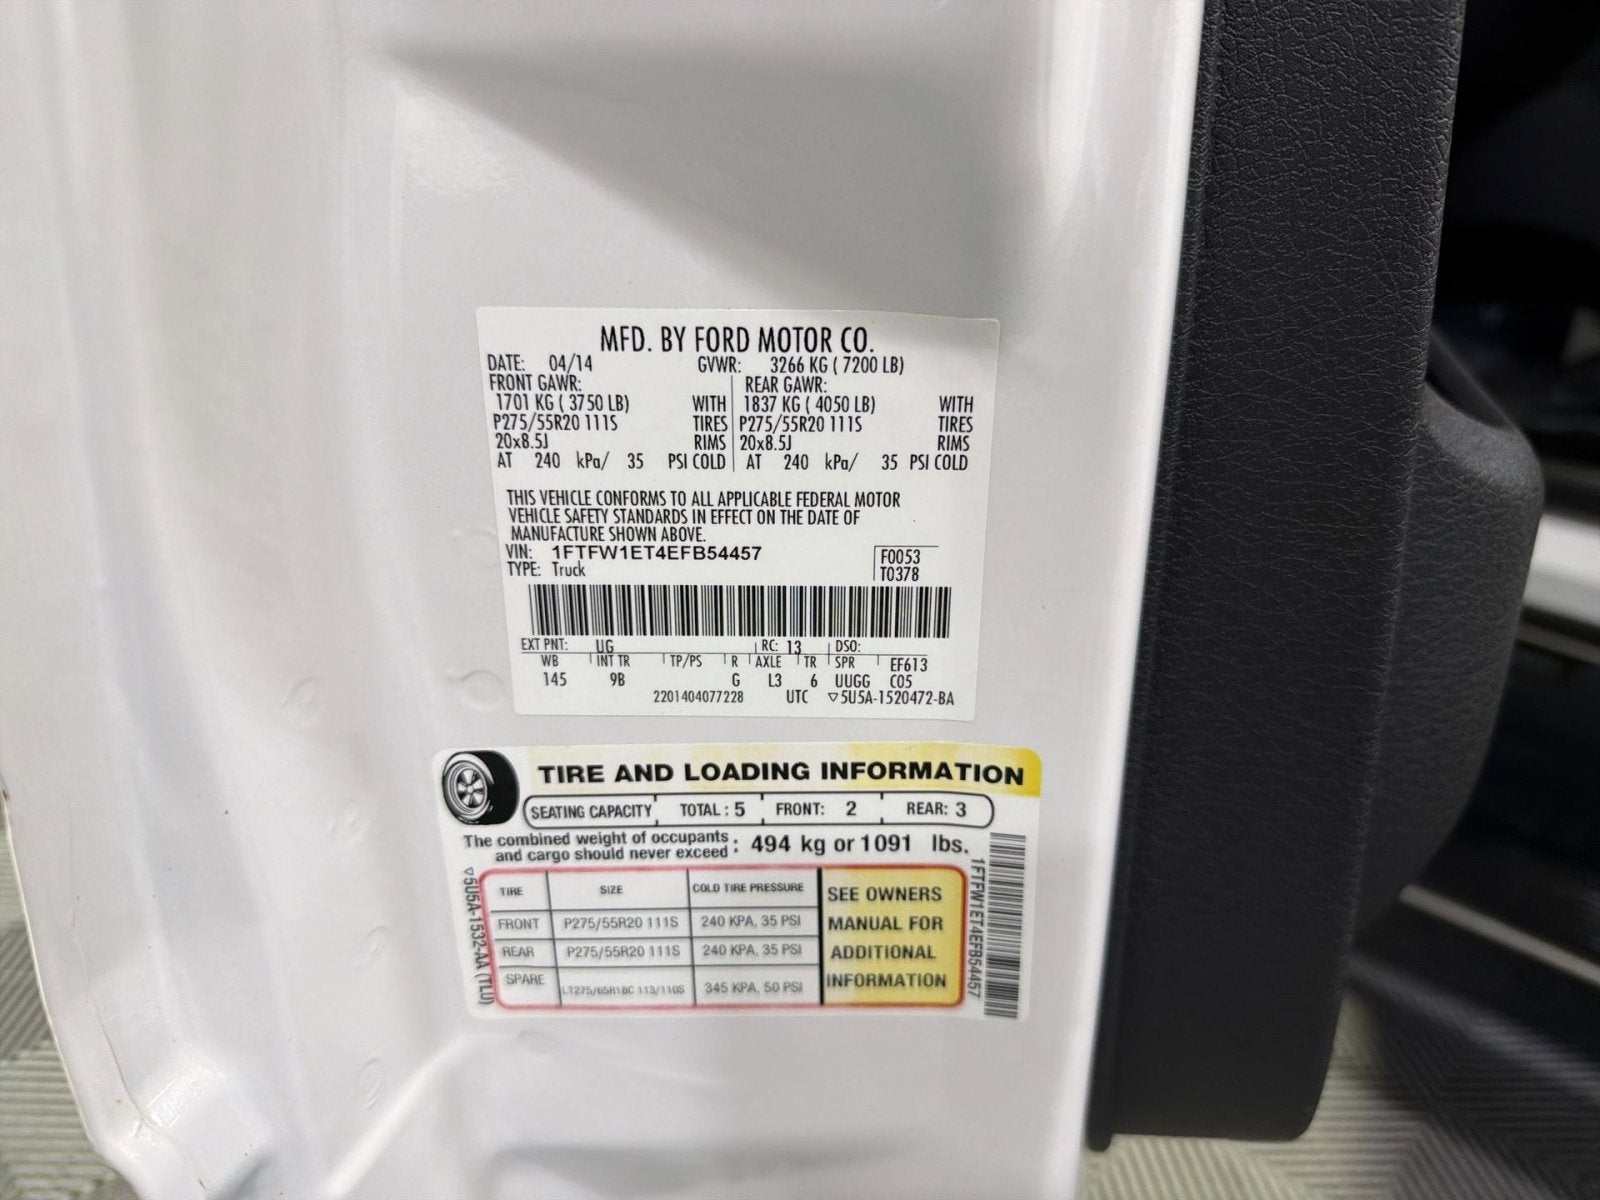 MFD. BY FORD MOTOR CO.
DATE: 04/14 GVWR: 3266 KG ( 7200 LB)
FRONT GAWR: REAR GAWR:
1701 KG ( 3750 LB) WITH 1837 KG ( 4050 LB) WITH
P275/55R20 111S TIRES P275/55R20 111S TIRES
20x8.5J RIMS 20x8.5J RIMS
AT 240 kPa/ 35 PSI COLD AT 240 kPa/ 35 PSI COLD
THIS VEHICLE CONFORMS TO ALL APPLICABLE FEDERAL MOTOR
VEHICLE SAFETY STANDARDS IN EFFECT ON THE DATE OF
MANUFACTURE SHOWN ABOVE.
VIN: 1FTFW1ET4EFB54457 F0053
TYPE: Truck T0378
EXT PNT: UG RC: 13 DSO:
WB INT TR TP/PS R AXLE TR SPR EF613
145 9B G L3 6 UUGG C05
2201404077228 UTC ▽5U5A-1520472-BA
TIRE AND LOADING INFORMATION
SEATING CAPACITY TOTAL : 5 FRONT: 2 REAR: 3
The combined weight of occupants
and cargo should never exceed : 494 kg or 1091 lbs.
TIRE SIZE COLD TIRE PRESSURE SEE OWNERS
FRONT P275/55R20 111S 240 KPA, 35 PSI MANUAL FOR
REAR P275/55R20 111S 240 KPA, 35 PSI ADDITIONAL
SPARE LT275/65R18C 113/110S 345 KPA, 50 PSI INFORMATION
▽5U5A-1532-AA (TLU)
1FTFW1ET4EFB54457